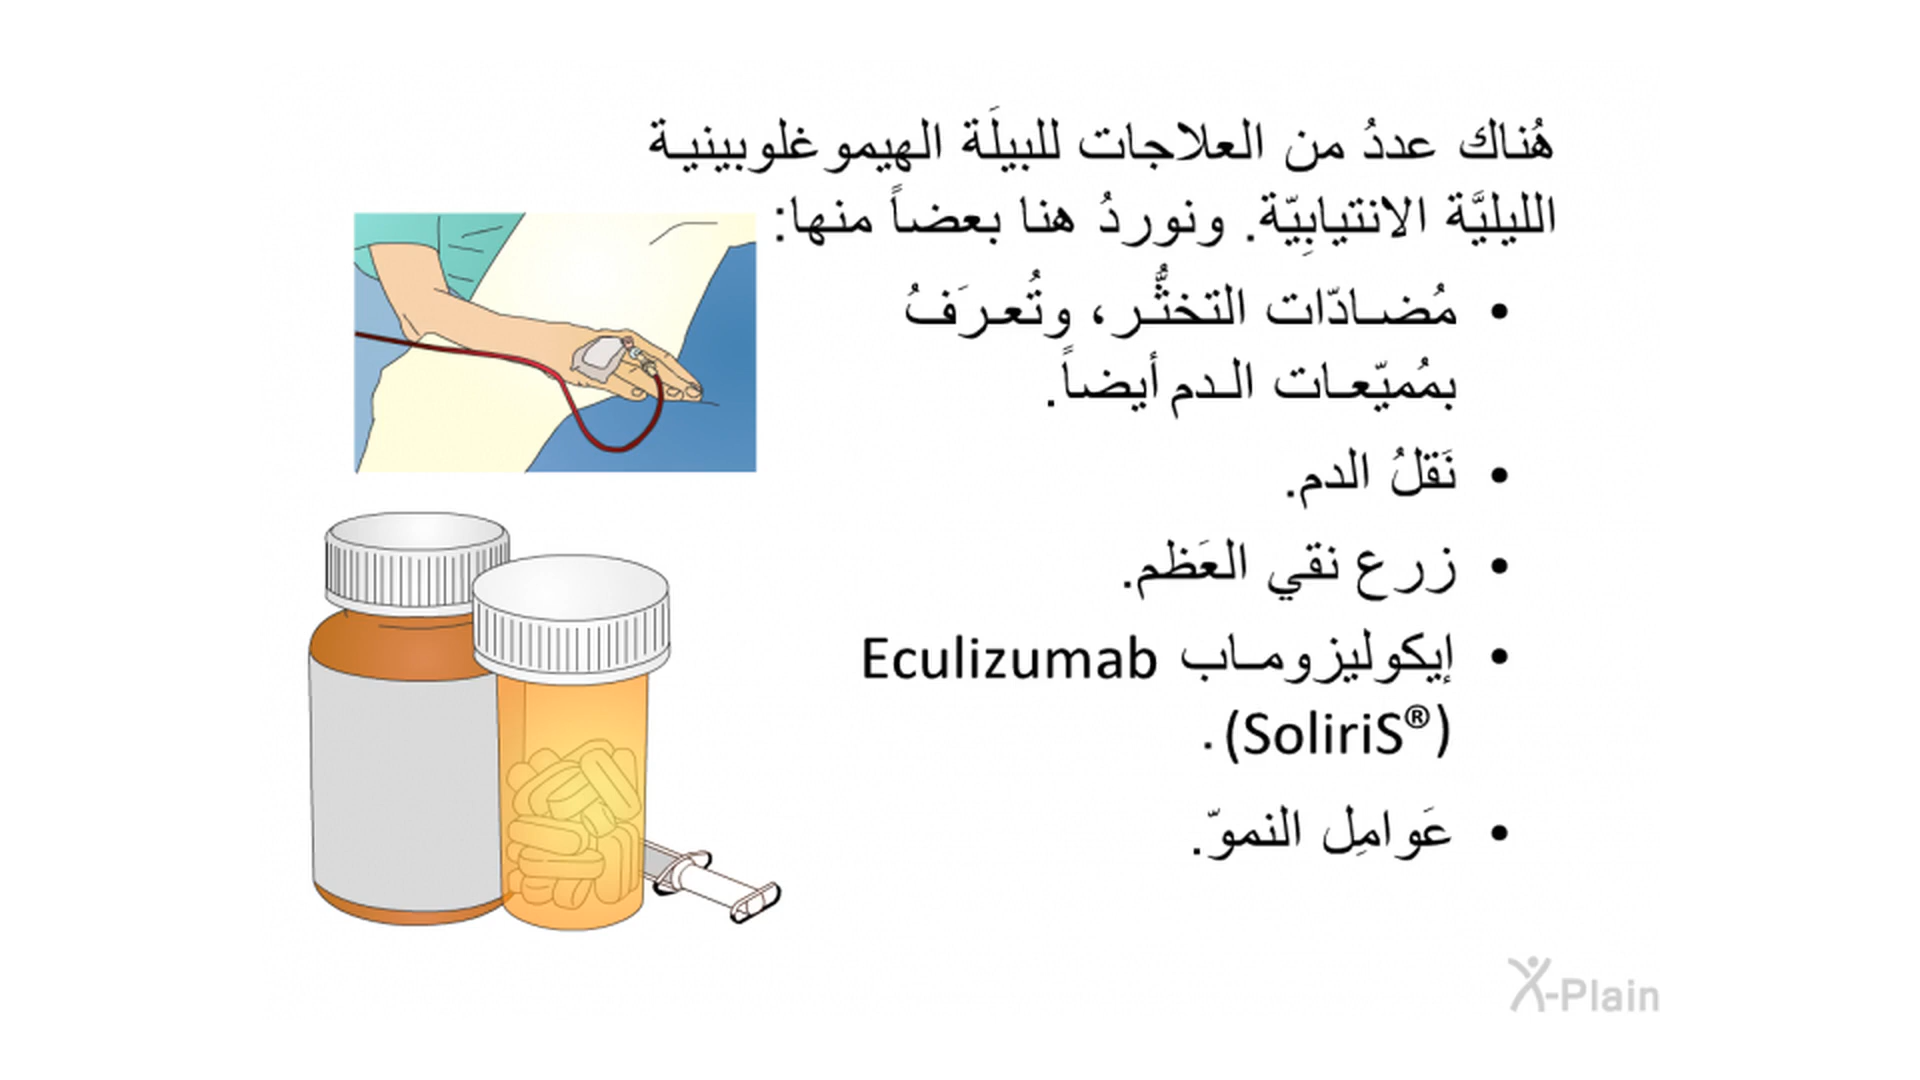 هُناك عددُ من العلاجات للبيلَة الهيموغلوبينية
الليليَّة الانتيابِيّة. ونوردُ هنا بعضاً منها:
• مُضادّات التخثُّر، وتُعرَفُ
بمُميّعات الدم أيضاً.
• نَقلُ الدم.
• زرع نقي العَظم.
• إيكوليزوماب Eculizumab
(SoliriS®).
• عَوامِل النموّ.
X-Plain